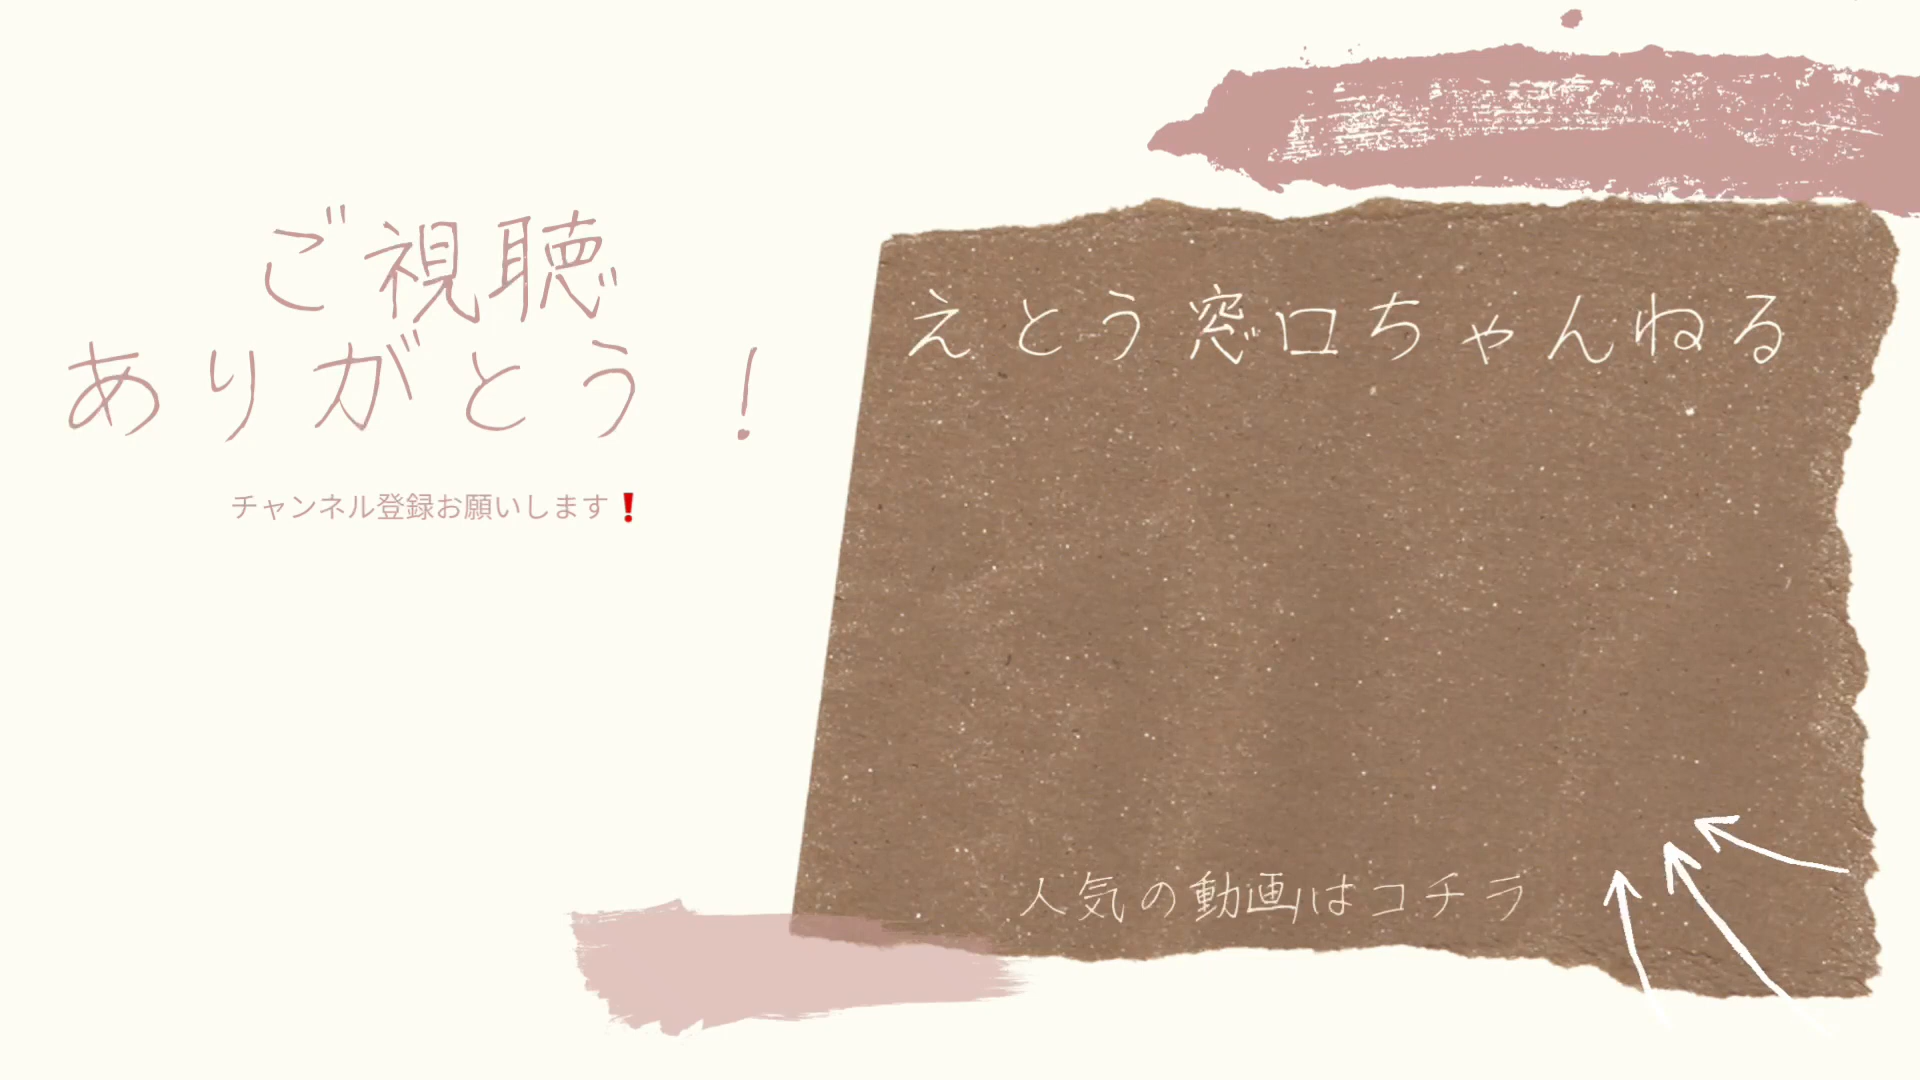 ご視聴
ありがとう！
チャンネル登録お願いします❗
えとう窓口ちゃんねる
人気の動画はコチラ